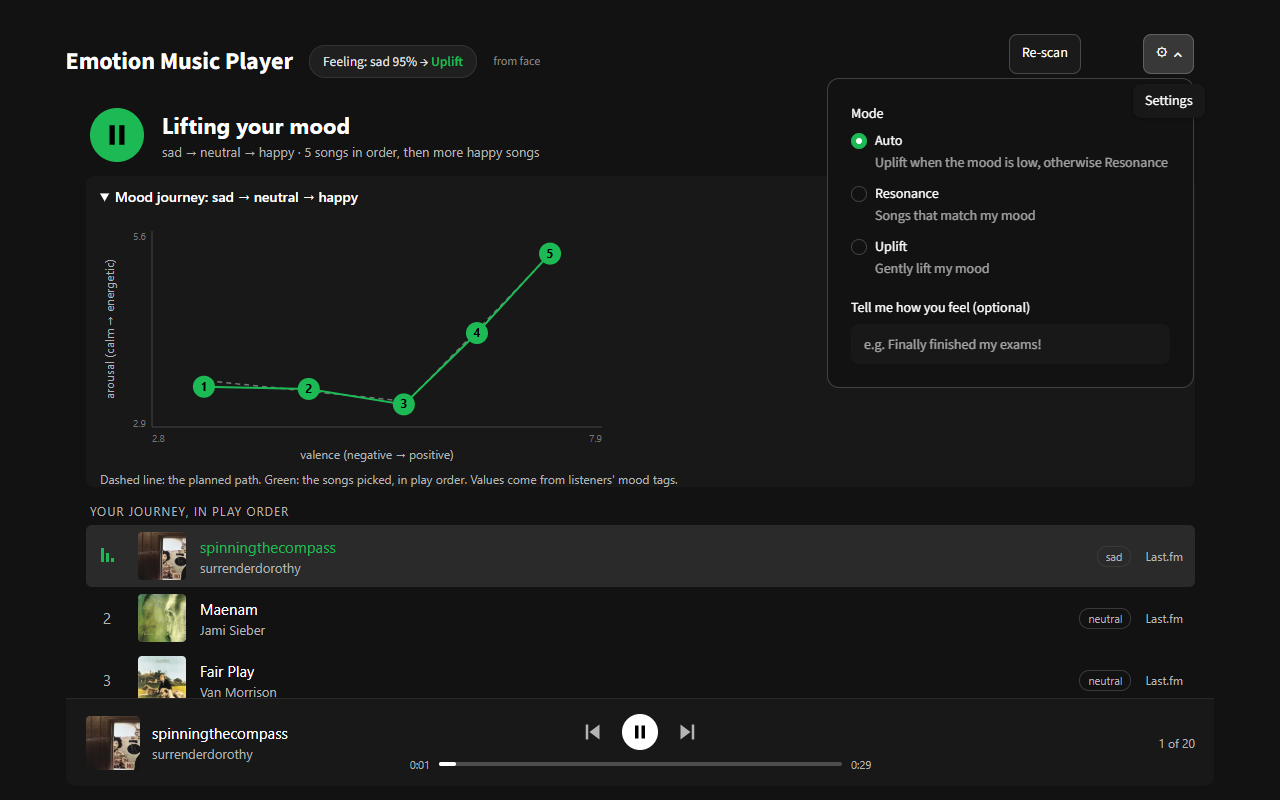 Emotion Music Player
Feeling: sad 95% → Uplift
from face
Re-scan
Settings
Lifting your mood
sad → neutral → happy · 5 songs in order, then more happy songs
Mode
Auto
Uplift when the mood is low, otherwise Resonance
Resonance
Songs that match my mood
Uplift
Gently lift my mood
Tell me how you feel (optional)
e.g. Finally finished my exams!
▼ Mood journey: sad → neutral → happy
5.6
arousal (calm → energetic)
2.9
1
2
3
4
5
2.8
7.9
valence (negative → positive)
Dashed line: the planned path. Green: the songs picked, in play order. Values come from listeners' mood tags.
YOUR JOURNEY, IN PLAY ORDER
spinningthecompass
surrenderdorothy
sad
Last.fm
2
Maenam
Jami Sieber
neutral
Last.fm
3
Fair Play
Van Morrison
neutral
Last.fm
spinningthecompass
surrenderdorothy
0:01
0:29
1 of 20